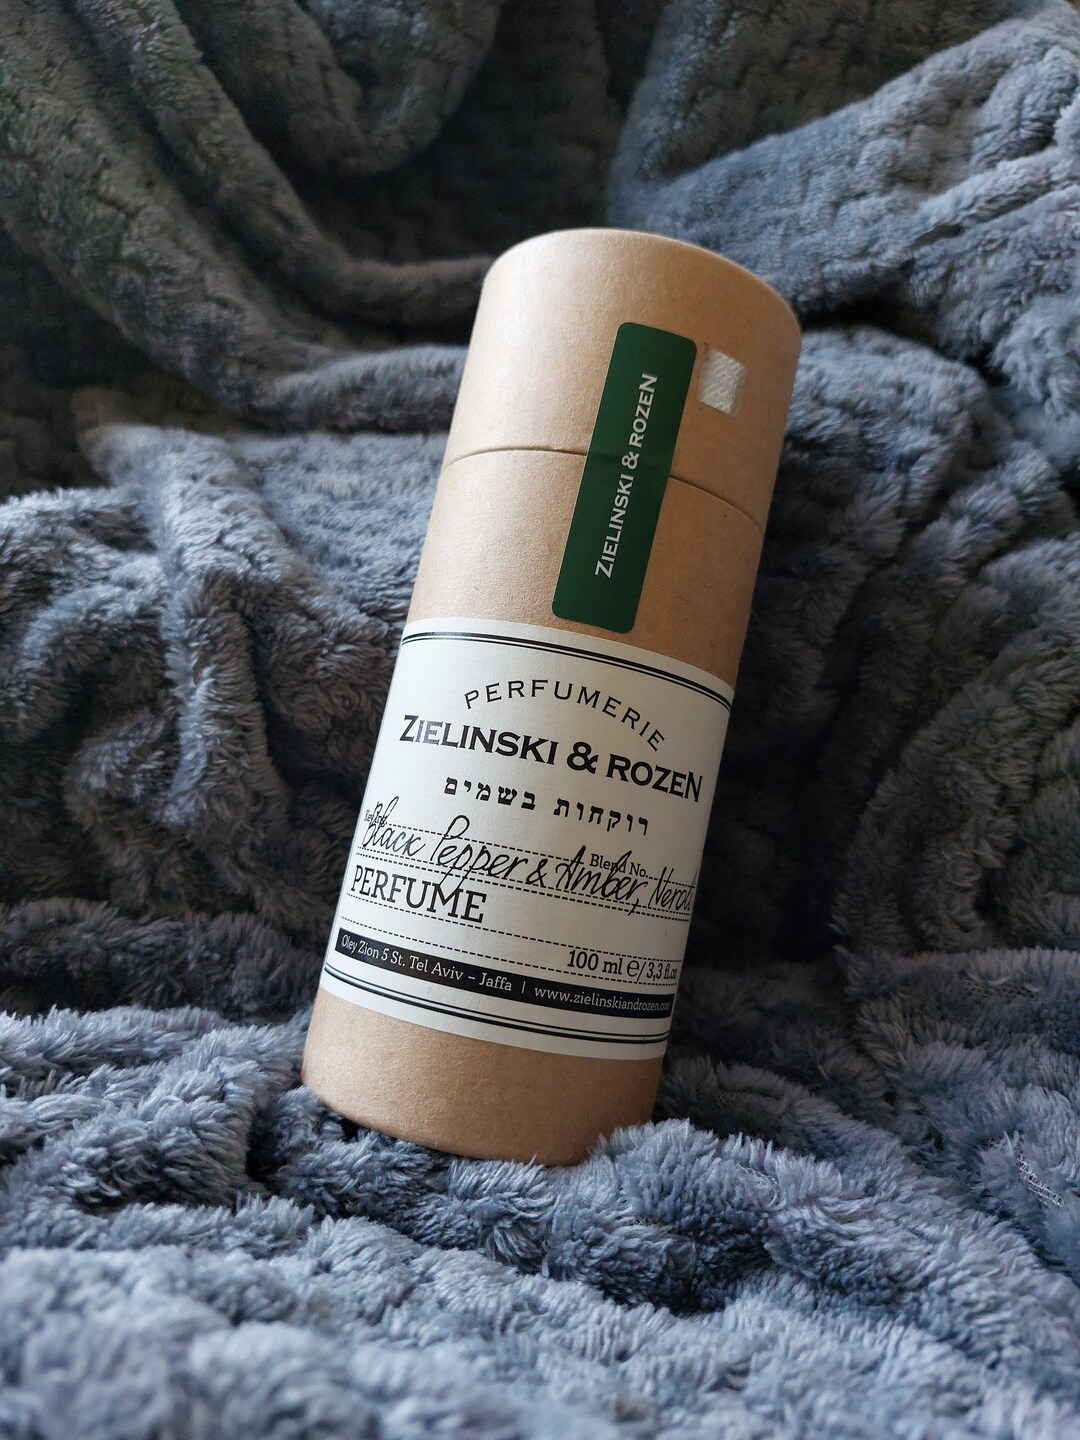 ZIELINSKI & ROZEN
PERFUMERIE
ZIELINSKI & ROZEN
רוקחות בשמים
Black Pepper & Amber, Neroli
Blend No.
PERFUME
100 ml ℮/ 3,3 fl.oz
Oley Zion 5 St. Tel Aviv – Jaffa | www.zielinskiandrozen.com